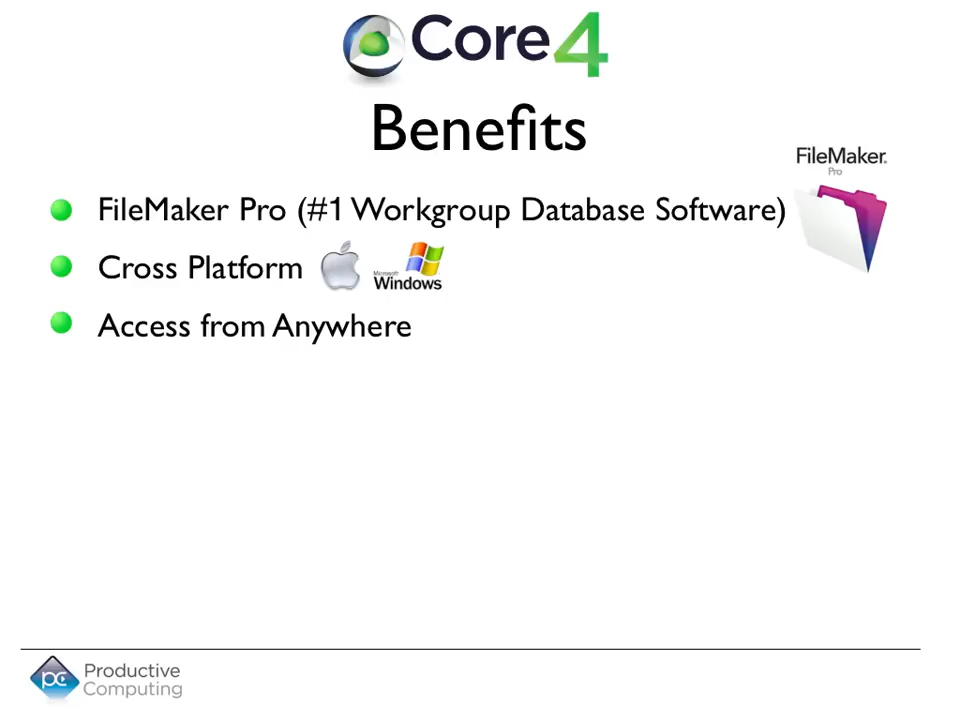 Core4
Benefits
FileMaker.
Pro
FileMaker Pro (#1 Workgroup Database Software)
Cross Platform
Microsoft
Windows
Access from Anywhere
pc
Productive
Computing